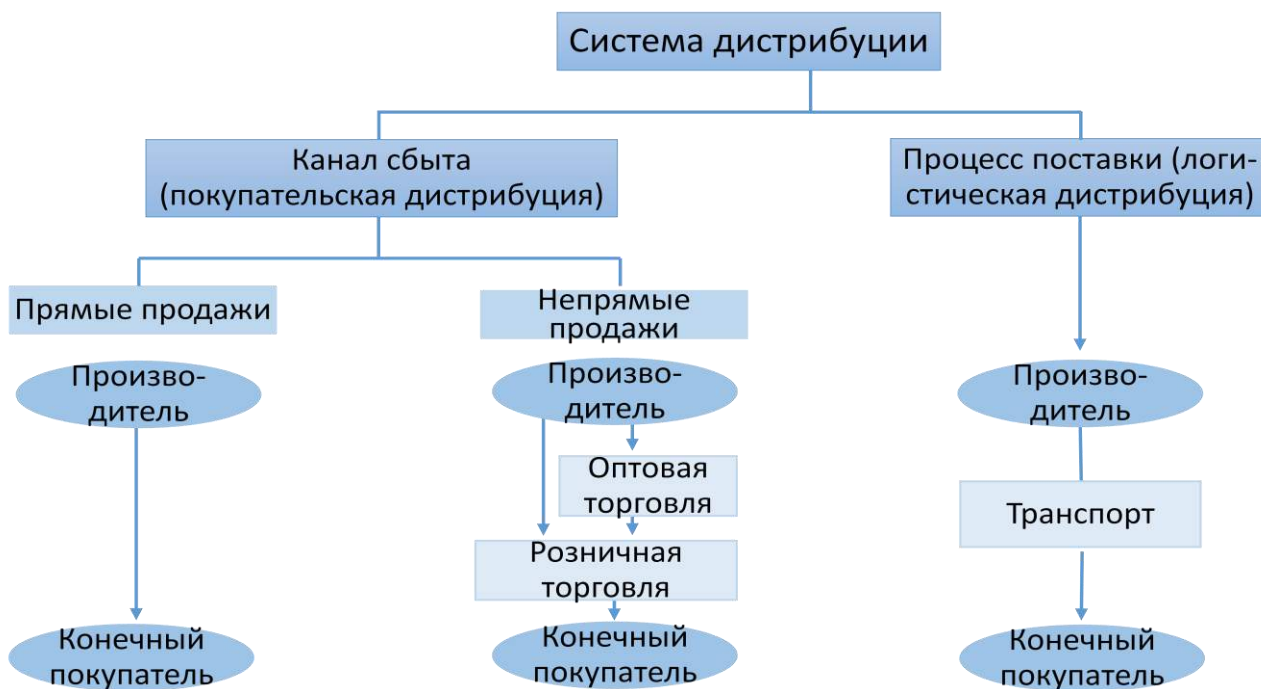 Система дистрибуции
Канал сбыта
(покупательская дистрибуция)
Процесс поставки (логи-
стическая дистрибуция)
Прямые продажи
Непрямые
продажи
Произво-
дитель
Произво-
дитель
Произво-
дитель
Оптовая
торговля
Транспорт
Розничная
торговля
Конечный
покупатель
Конечный
покупатель
Конечный
покупатель